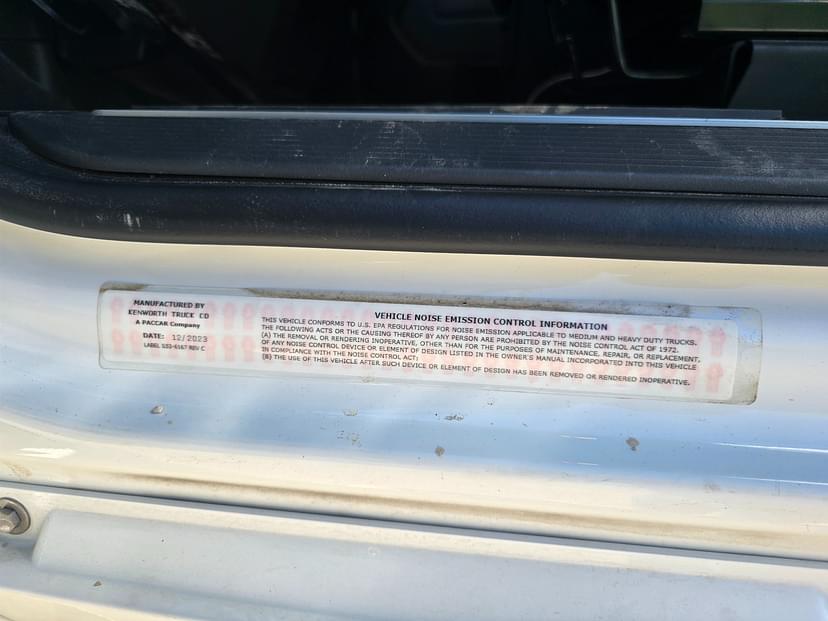 MANUFACTURED BY
KENWORTH TRUCK CO
A PACCAR Company
DATE: 12/2023
LABEL S53-6167 REV C
VEHICLE NOISE EMISSION CONTROL INFORMATION
THIS VEHICLE CONFORMS TO U.S. EPA REGULATIONS FOR NOISE EMISSION APPLICABLE TO MEDIUM AND HEAVY DUTY TRUCKS.
THE FOLLOWING ACTS OR THE CAUSING THEREOF BY ANY PERSON ARE PROHIBITED BY THE NOISE CONTROL ACT OF 1972.
(A) THE REMOVAL OR RENDERING INOPERATIVE, OTHER THAN FOR THE PURPOSES OF MAINTENANCE, REPAIR, OR REPLACEMENT,
OF ANY NOISE CONTROL DEVICE OR ELEMENT OF DESIGN LISTED IN THE OWNER'S MANUAL INCORPORATED INTO THIS VEHICLE
IN COMPLIANCE WITH THE NOISE CONTROL ACT:
(B) THE USE OF THIS VEHICLE AFTER SUCH DEVICE OR ELEMENT OF DESIGN HAS BEEN REMOVED OR RENDERED INOPERATIVE.